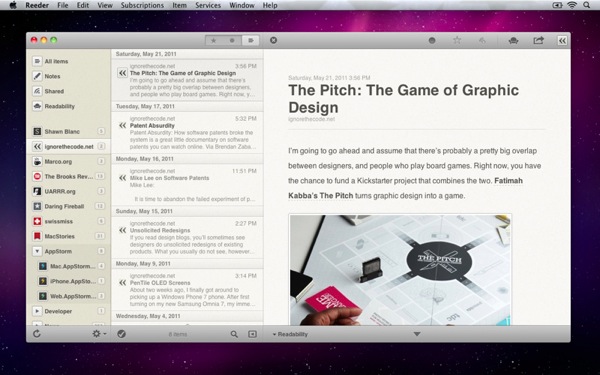 Reeder File Edit View Subscriptions Item Services Window Help
All items
Notes
Shared
Readability
Shawn Blanc
ignorethecode.net
Marco.org
The Brooks Rev...
UARRR.org
Daring Fireball
swissmiss
MacStories
AppStorm
Mac.AppStorm...
iPhone.AppSto...
Web.AppStorm...
Developer
Saturday, May 21, 2011
ignorethecode.net 3:56 PM
The Pitch: The Game of Graphic Design
I'm going to go ahead and assume that there's
probably a pretty big overlap between designers,
and people who play board games. Right now, y...
Tuesday, May 17, 2011
ignorethecode.net 5:32 PM
Patent Absurdity
Patent Absurdity: How software patents broke the
system is a great little documentary on software
patents you can watch online. Via Brendan Zaba...
Monday, May 16, 2011
ignorethecode.net 11:51 PM
Mike Lee on Software Patents
Mike Lee:
It is time to abandon the failed experiment of p...
Sunday, May 15, 2011
ignorethecode.net 2:27 PM
Unsolicited Redesigns
If you read design blogs, you'll sometimes see
designers do unsolicited redesigns of existing
products. What you usually do not see, however...
Monday, May 9, 2011
ignorethecode.net 3:14 PM
PenTile OLED Screens
About two weeks ago, I finally got around to
picking up a Windows Phone 7 phone. After first
turning on my new Samsung Omnia 7, my imme...
Wednesday, May 4, 2011
8 items
Saturday, May 21, 2011 3:56 PM
The Pitch: The Game of Graphic
Design
ignorethecode.net
I'm going to go ahead and assume that there's probably a pretty big overlap
between designers, and people who play board games. Right now, you have
the chance to fund a Kickstarter project that combines the two. Fatimah
Kabba's The Pitch turns graphic design into a game.
THE PITCH
Readability